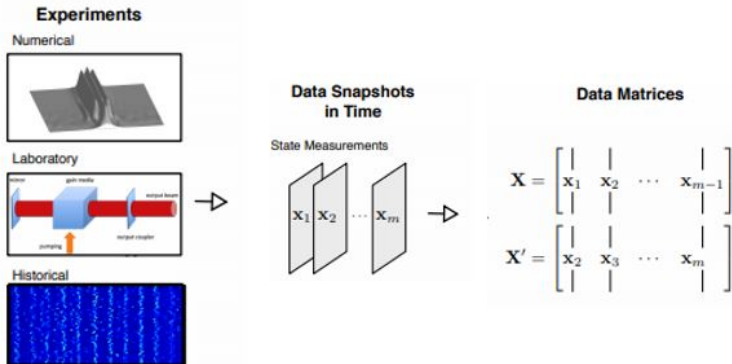 Experiments
Numerical
Laboratory
mirror
gain media
output beam
output coupler
pumping
Historical
Data Snapshots
in Time
State Measurements
x₁ x₂ ... xₘ
Data Matrices
X = [x₁ x₂ ⋯ xₘ₋₁]
X′ = [x₂ x₃ ⋯ xₘ]